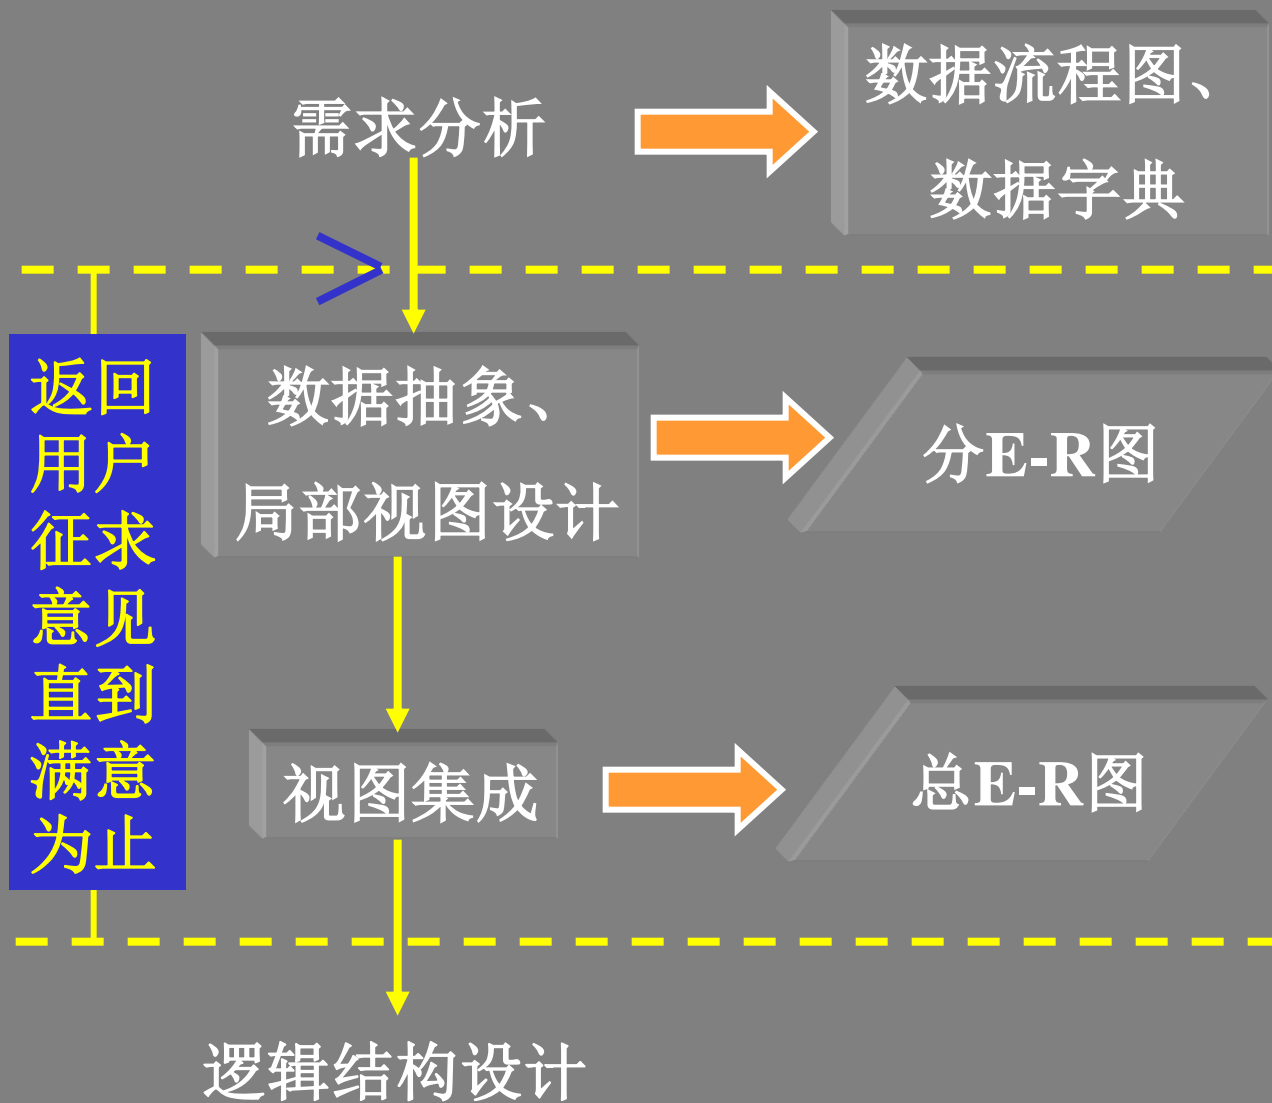 需求分析
数据流程图、
数据字典
返回
用户
征求
意见
直到
满意
为止
数据抽象、
局部视图设计
分E-R图
视图集成
总E-R图
逻辑结构设计